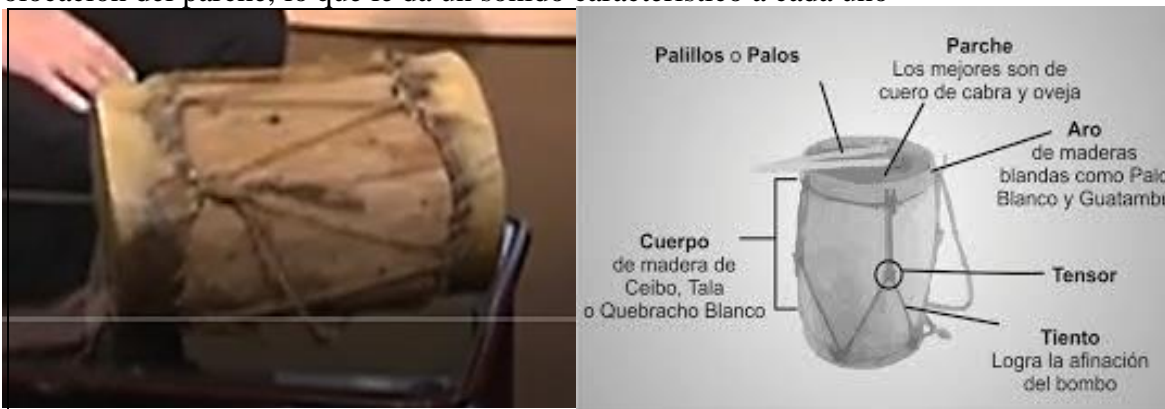 del parche, lo que le da un sonido característico a cada uno
Palillos o Palos
Parche
Los mejores son de
cuero de cabra y oveja
Aro
de maderas
blandas como Palo
Blanco y Guatambú
Cuerpo
de madera de
Ceibo, Tala
o Quebracho Blanco
Tensor
Tiento
Logra la afinación
del bombo